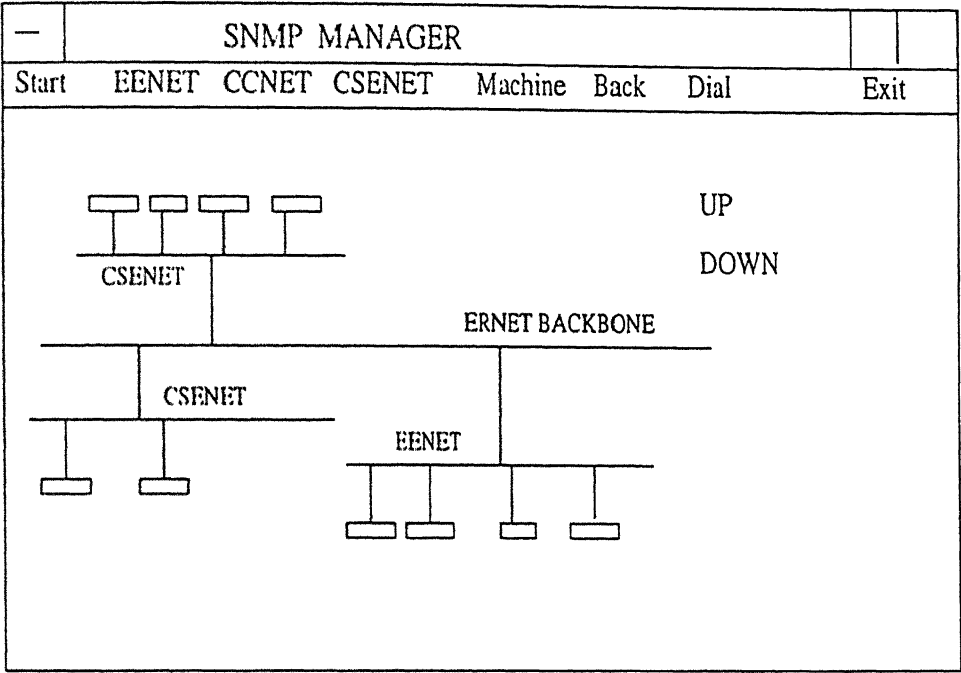 SNMP MANAGER
Start EENET CCNET CSENET Machine Back Dial Exit
UP
DOWN
CSENET
ERNET BACKBONE
CSENET
EENET